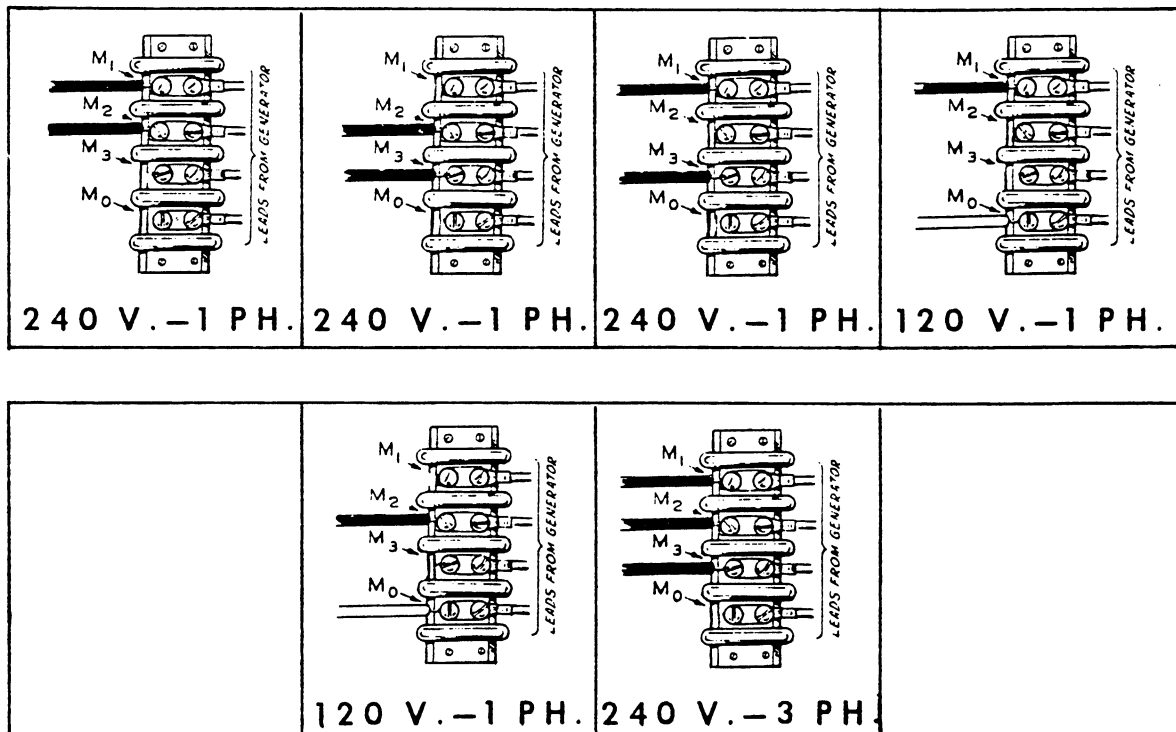 M1
M2
M3
M0
LEADS FROM GENERATOR
240 V.–1 PH.
M1
M2
M3
M0
LEADS FROM GENERATOR
240 V.–1 PH.
M1
M2
M3
M0
LEADS FROM GENERATOR
240 V.–1 PH.
M1
M2
M3
M0
LEADS FROM GENERATOR
120 V.–1 PH.
M1
M2
M3
M0
LEADS FROM GENERATOR
120 V.–1 PH.
M1
M2
M3
M0
LEADS FROM GENERATOR
240 V.–3 PH.